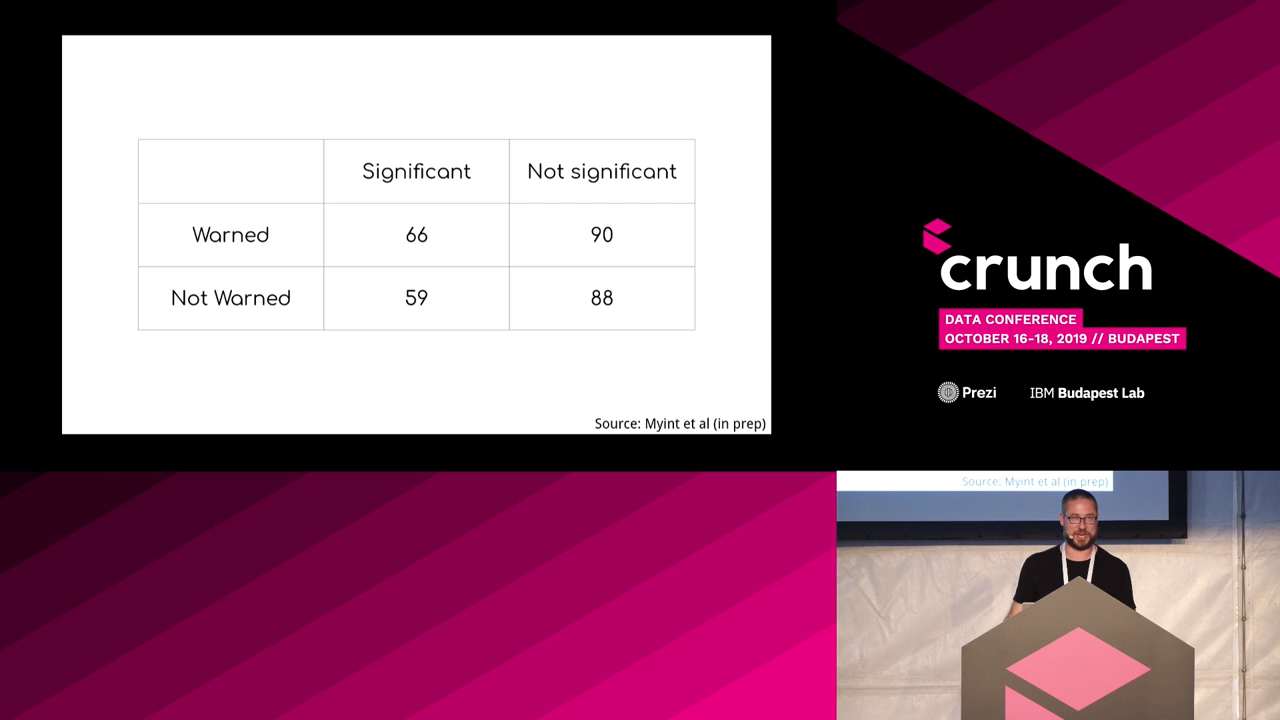 Significant Not significant
Warned 66 90
Not Warned 59 88
Source: Myint et al (in prep)
crunch
DATA CONFERENCE
OCTOBER 16-18, 2019 // BUDAPEST
Prezi IBM Budapest Lab
Source: Myint et al (in prep)